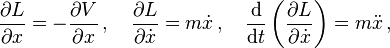 ∂L/∂x = −∂V/∂x , ∂L/∂ẋ = mẋ , d/dt (∂L/∂ẋ) = mẍ ,